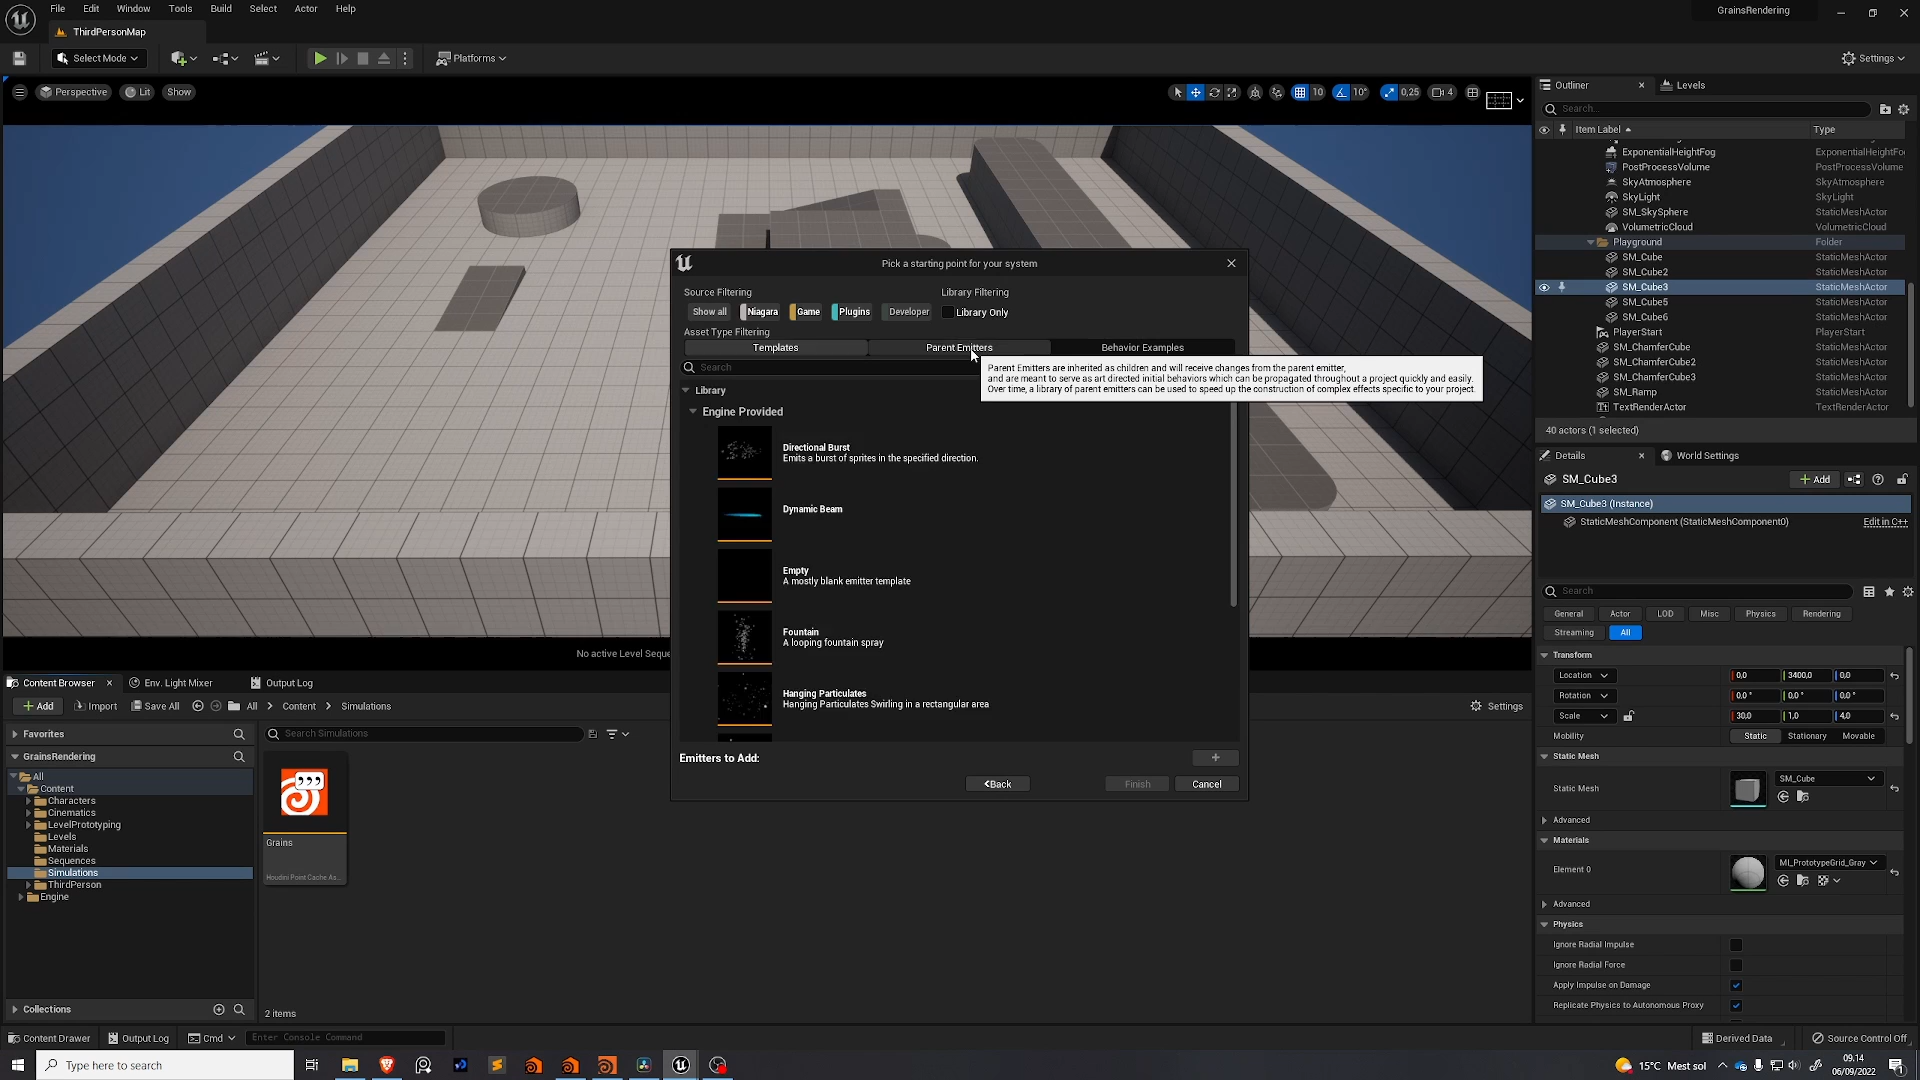 File Edit Window Tools Build Select Actor Help
GrainsRendering
ThirdPersonMap
Select Mode
Platforms
Settings
Perspective
Lit
Show
10
10°
0,25
4
Outliner
Levels
Search...
Item Label
Type
ExponentialHeightFog ExponentialHeightFo
PostProcessVolume PostProcessVolume
SkyAtmosphere SkyAtmosphere
SkyLight SkyLight
SM_SkySphere StaticMeshActor
VolumetricCloud VolumetricCloud
Playground Folder
SM_Cube StaticMeshActor
SM_Cube2 StaticMeshActor
SM_Cube3 StaticMeshActor
SM_Cube5 StaticMeshActor
SM_Cube6 StaticMeshActor
PlayerStart PlayerStart
SM_ChamferCube StaticMeshActor
SM_ChamferCube2 StaticMeshActor
SM_ChamferCube3 StaticMeshActor
SM_Ramp StaticMeshActor
TextRenderActor TextRenderActor
40 actors (1 selected)
Pick a starting point for your system
Source Filtering
Library Filtering
Show all
Niagara
Game
Plugins
Developer
Library Only
Asset Type Filtering
Templates
Parent Emitters
Behavior Examples
Search
Parent Emitters are inherited as children and will receive changes from the parent emitter,
and are meant to serve as art directed initial behaviors which can be propagated throughout a project quickly and easily.
Over time, a library of parent emitters can be used to speed up the construction of complex effects specific to your project.
Library
Engine Provided
Directional Burst
Emits a burst of sprites in the specified direction.
Dynamic Beam
Empty
A mostly blank emitter template
Fountain
A looping fountain spray
Hanging Particulates
Hanging Particulates Swirling in a rectangular area
Emitters to Add:
<Back
Finish
Cancel
No active Level Seque
Details
World Settings
SM_Cube3
Add
SM_Cube3 (Instance)
StaticMeshComponent (StaticMeshComponent0)
Edit in C++
Search
General
Actor
LOD
Misc
Physics
Rendering
Streaming
All
Transform
Location 0,0 3400,0 0,0
Rotation 0,0 ° 0,0 ° 0,0 °
Scale 30,0 1,0 4,0
Mobility Static Stationary Movable
Static Mesh
Static Mesh
SM_Cube
Advanced
Materials
Element 0
MI_PrototypeGrid_Gray
Advanced
Physics
Ignore Radial Impulse
Ignore Radial Force
Apply Impulse on Damage
Replicate Physics to Autonomous Proxy
Content Browser
Env. Light Mixer
Output Log
Add
Import
Save All
All
Content
Simulations
Settings
Favorites
Search Simulations
GrainsRendering
All
Content
Characters
Cinematics
LevelPrototyping
Levels
Materials
Sequences
Simulations
ThirdPerson
Engine
Grains
Houdini Point Cache As...
Collections
2 items
Content Drawer
Output Log
Cmd
Enter Console Command
Derived Data
Source Control Off
Type here to search
15°C Mest sol
09.14
06/09/2022
1